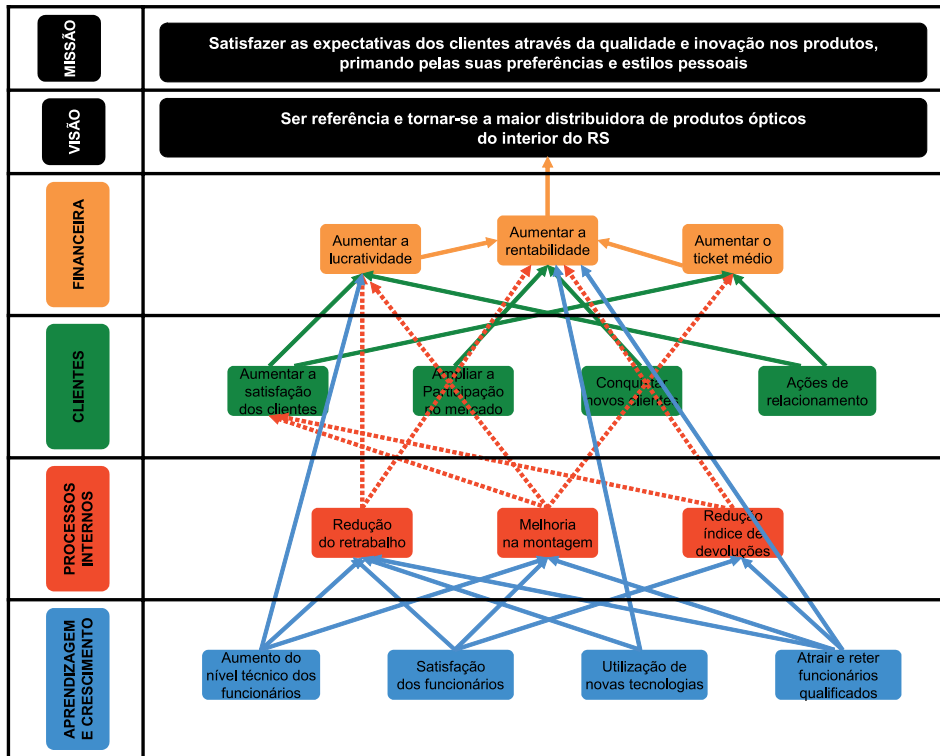 MISSÃO
Satisfazer as expectativas dos clientes através da qualidade e inovação nos produtos,
primando pelas suas preferências e estilos pessoais
VISÃO
Ser referência e tornar-se a maior distribuidora de produtos ópticos
do interior do RS
FINANCEIRA
Aumentar a
lucratividade
Aumentar a
rentabilidade
Aumentar o
ticket médio
CLIENTES
Aumentar a
satisfação
dos clientes
Ampliar a
Participação
no mercado
Conquistar
novos clientes
Ações de
relacionamento
PROCESSOS
INTERNOS
Redução
do retrabalho
Melhoria
na montagem
Redução
índice de
devoluções
APRENDIZAGEM
E CRESCIMENTO
Aumento do
nível técnico dos
funcionários
Satisfação
dos funcionários
Utilização de
novas tecnologias
Atrair e reter
funcionários
qualificados